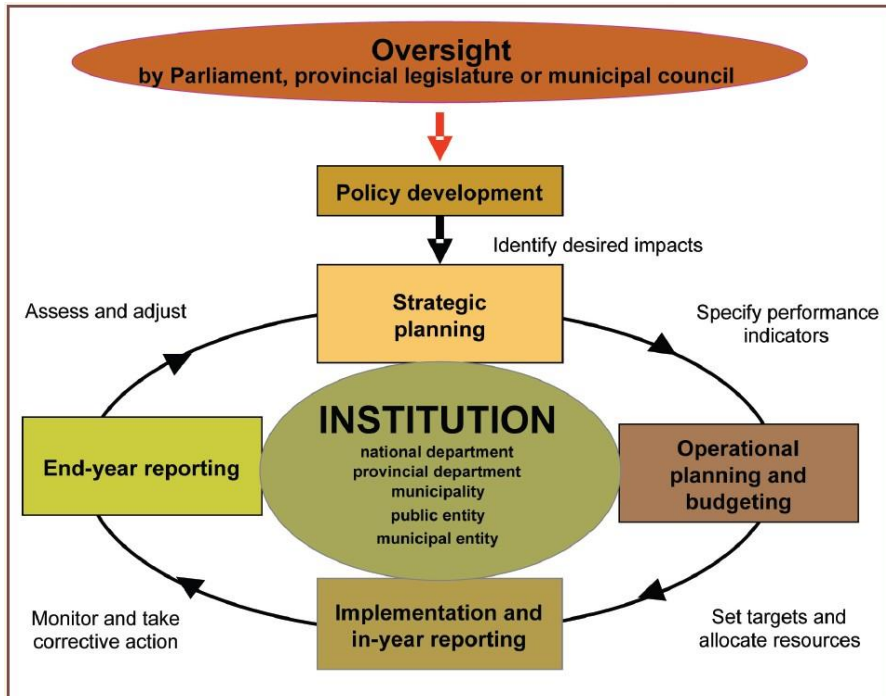 Oversight
by Parliament, provincial legislature or municipal council
Policy development
Identify desired impacts
Strategic
planning
Assess and adjust
Specify performance
indicators
INSTITUTION
national department
provincial department
municipality
public entity
municipal entity
End-year reporting
Operational
planning and
budgeting
Monitor and take
corrective action
Implementation and
in-year reporting
Set targets and
allocate resources